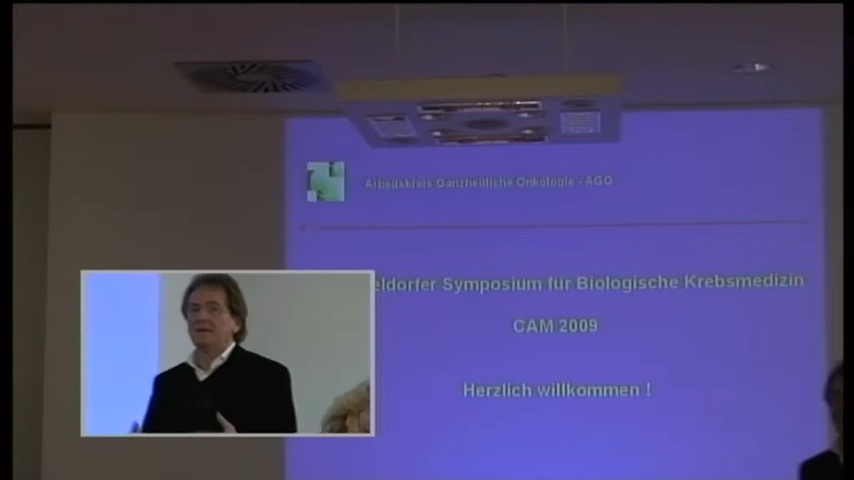 Arbeitskreis Ganzheitliche Onkologie - AGO
eldorfer Symposium für Biologische Krebsmedizin
CAM 2009
Herzlich willkommen !